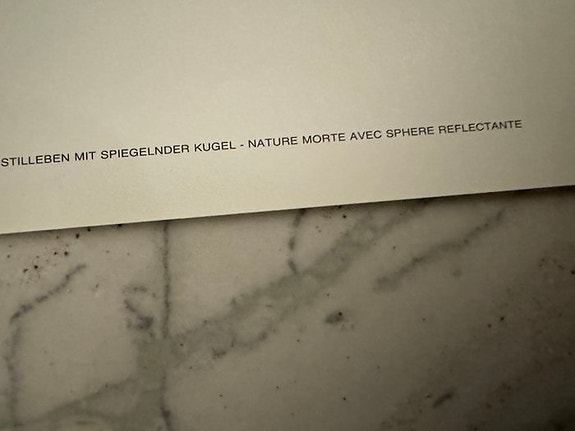 STILLEBEN MIT SPIEGELNDER KUGEL - NATURE MORTE AVEC SPHERE REFLECTANTE